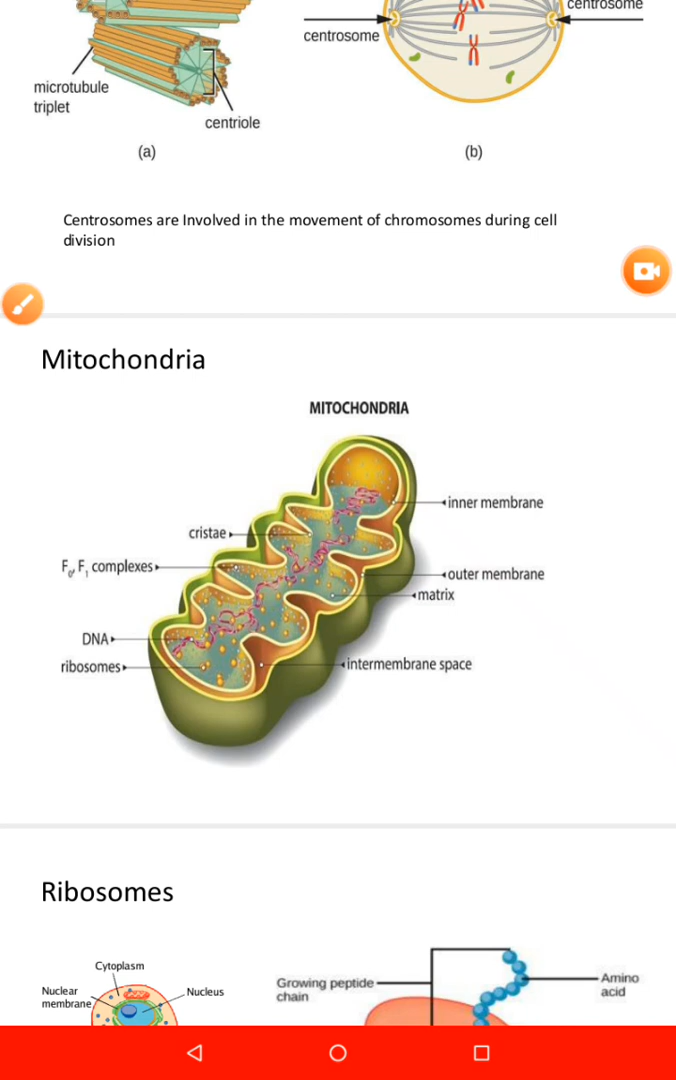 centrosome
centrosome
microtubule
triplet
centriole
(a)
(b)
Centrosomes are Involved in the movement of chromosomes during cell
division
Mitochondria
MITOCHONDRIA
inner membrane
cristae
F₀, F₁ complexes
outer membrane
matrix
DNA
ribosomes
intermembrane space
Ribosomes
Cytoplasm
Nuclear
membrane
Nucleus
Growing peptide
chain
Amino
acid